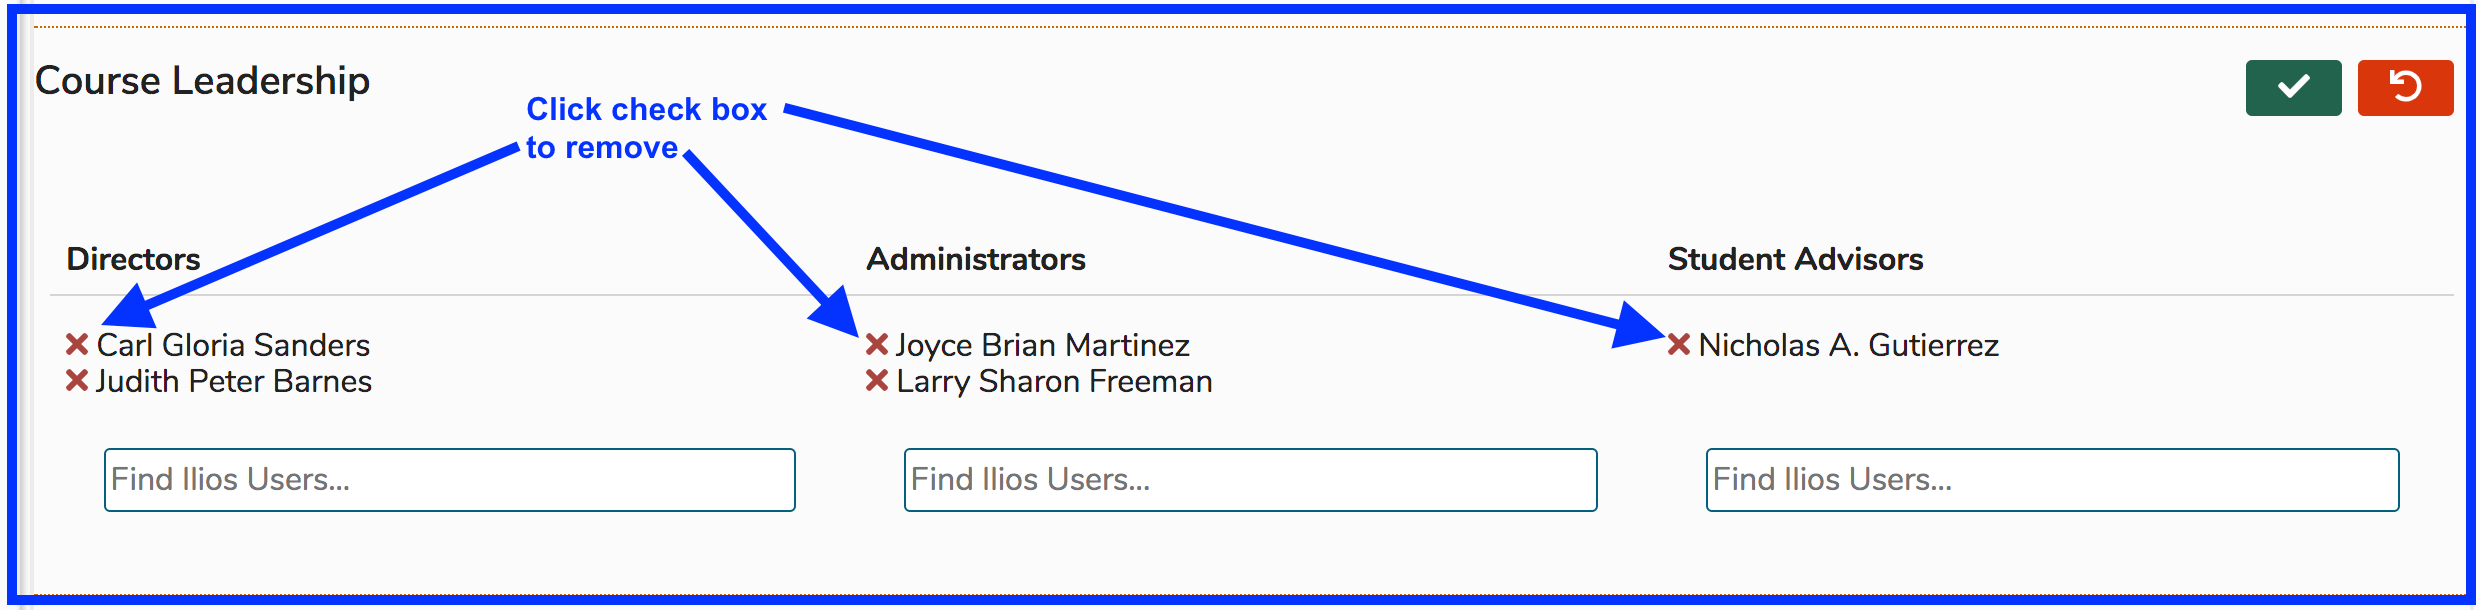 Course Leadership
Click check box
to remove
Directors
Administrators
Student Advisors
Carl Gloria Sanders
Judith Peter Barnes
Joyce Brian Martinez
Larry Sharon Freeman
Nicholas A. Gutierrez
Find Ilios Users...
Find Ilios Users...
Find Ilios Users...